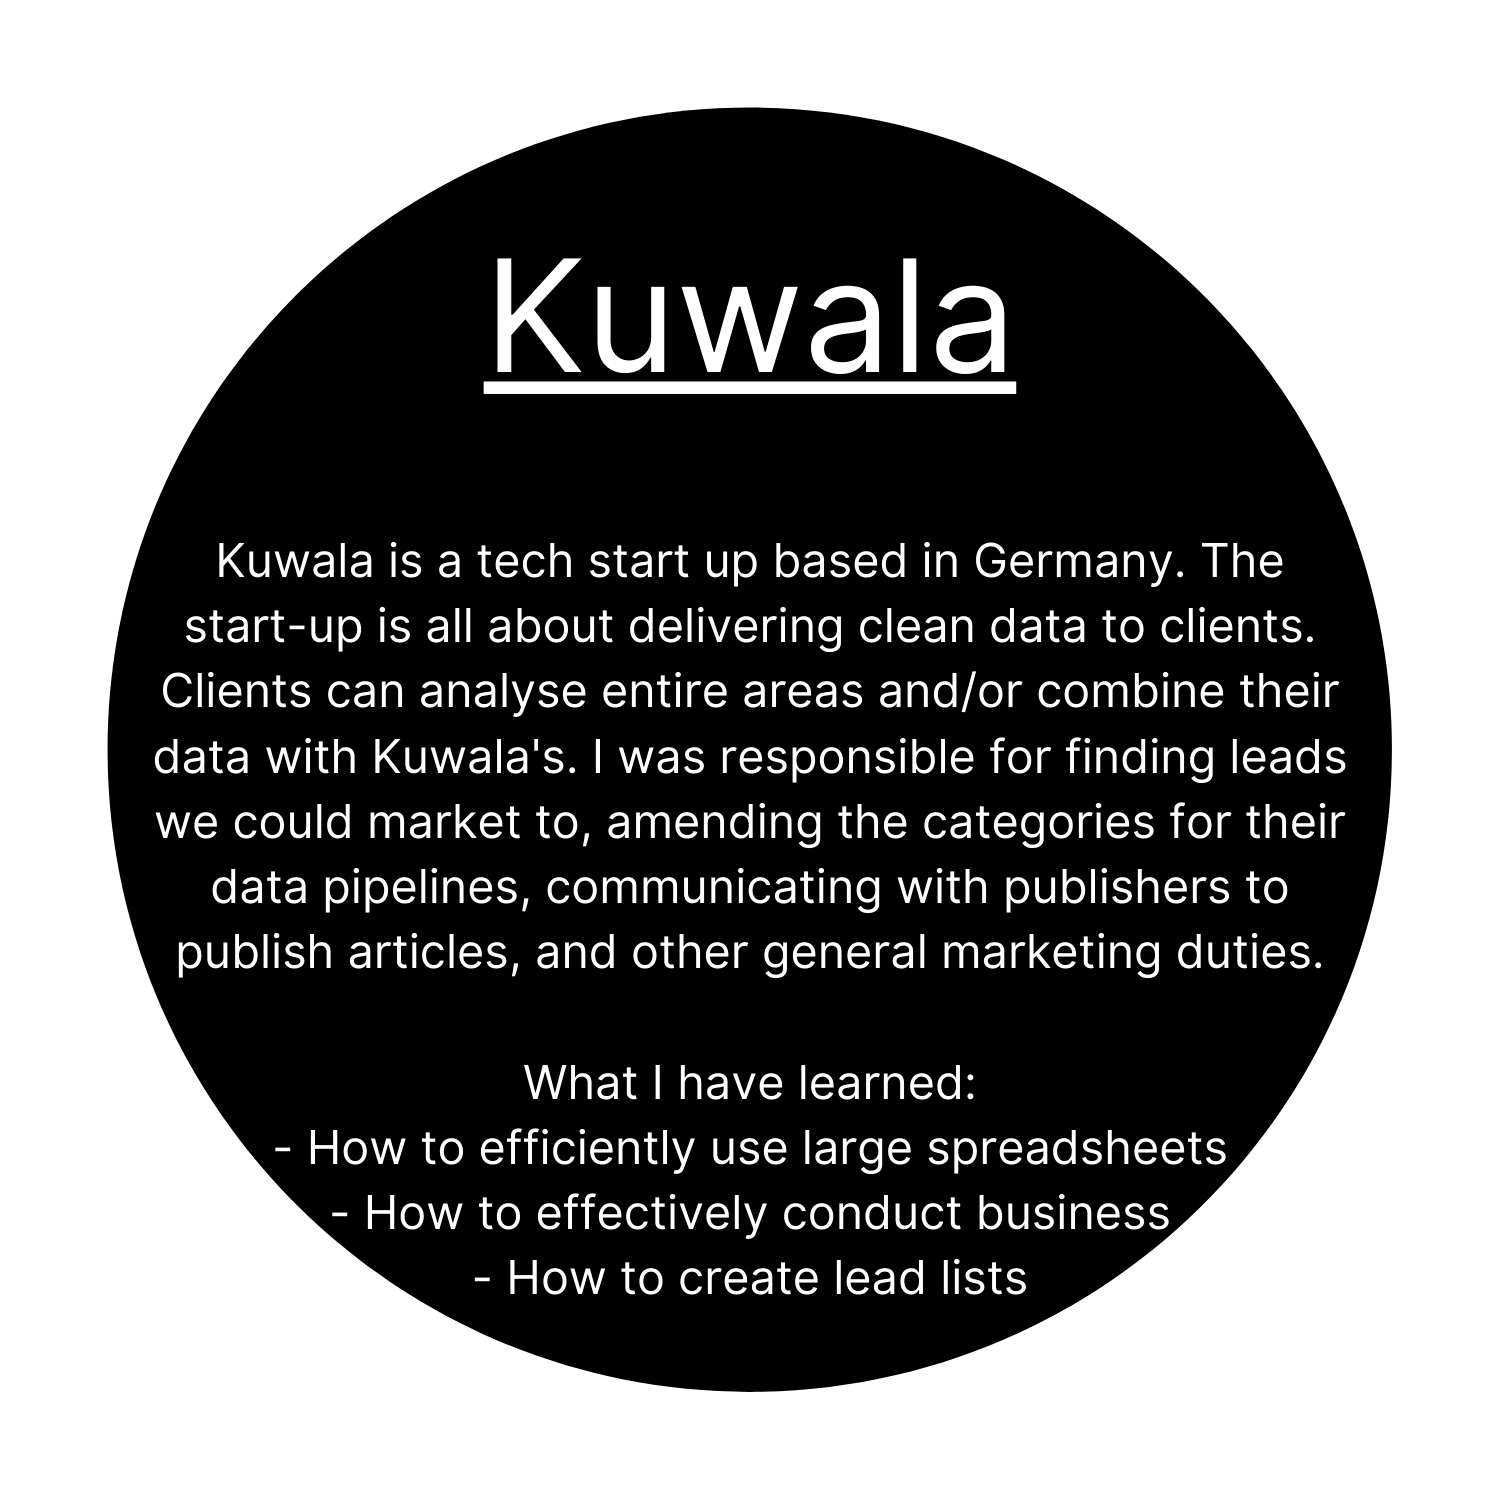 Kuwala
Kuwala is a tech start up based in Germany. The
start-up is all about delivering clean data to clients.
Clients can analyse entire areas and/or combine their
data with Kuwala's. I was responsible for finding leads
we could market to, amending the categories for their
data pipelines, communicating with publishers to
publish articles, and other general marketing duties.
What I have learned:
- How to efficiently use large spreadsheets
- How to effectively conduct business
- How to create lead lists